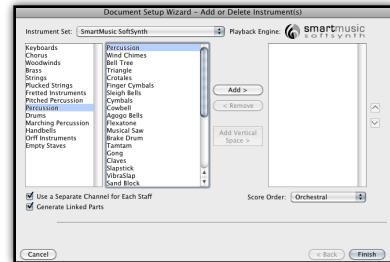 Document Setup Wizard - Add or Delete Instrument(s)
Instrument Set: SmartMusic SoftSynth
Playback Engine: smartmusic
softsynth
Keyboards
Chorus
Woodwinds
Brass
Strings
Plucked Strings
Fretted Instruments
Pitched Percussion
Percussion
Drums
Marching Percussion
Handbells
Orff Instruments
Empty Staves
Percussion
Wind Chimes
Bell Tree
Triangle
Crotales
Finger Cymbals
Sleigh Bells
Cymbals
Cowbell
Agogo Bells
Flexatone
Musical Saw
Brake Drum
Tamtam
Gong
Claves
Slapstick
VibraSlap
Sand Block
Add >
< Remove
Add Vertical
Space >
Use a Separate Channel for Each Staff
Generate Linked Parts
Score Order: Orchestral
Cancel
< Back
Finish